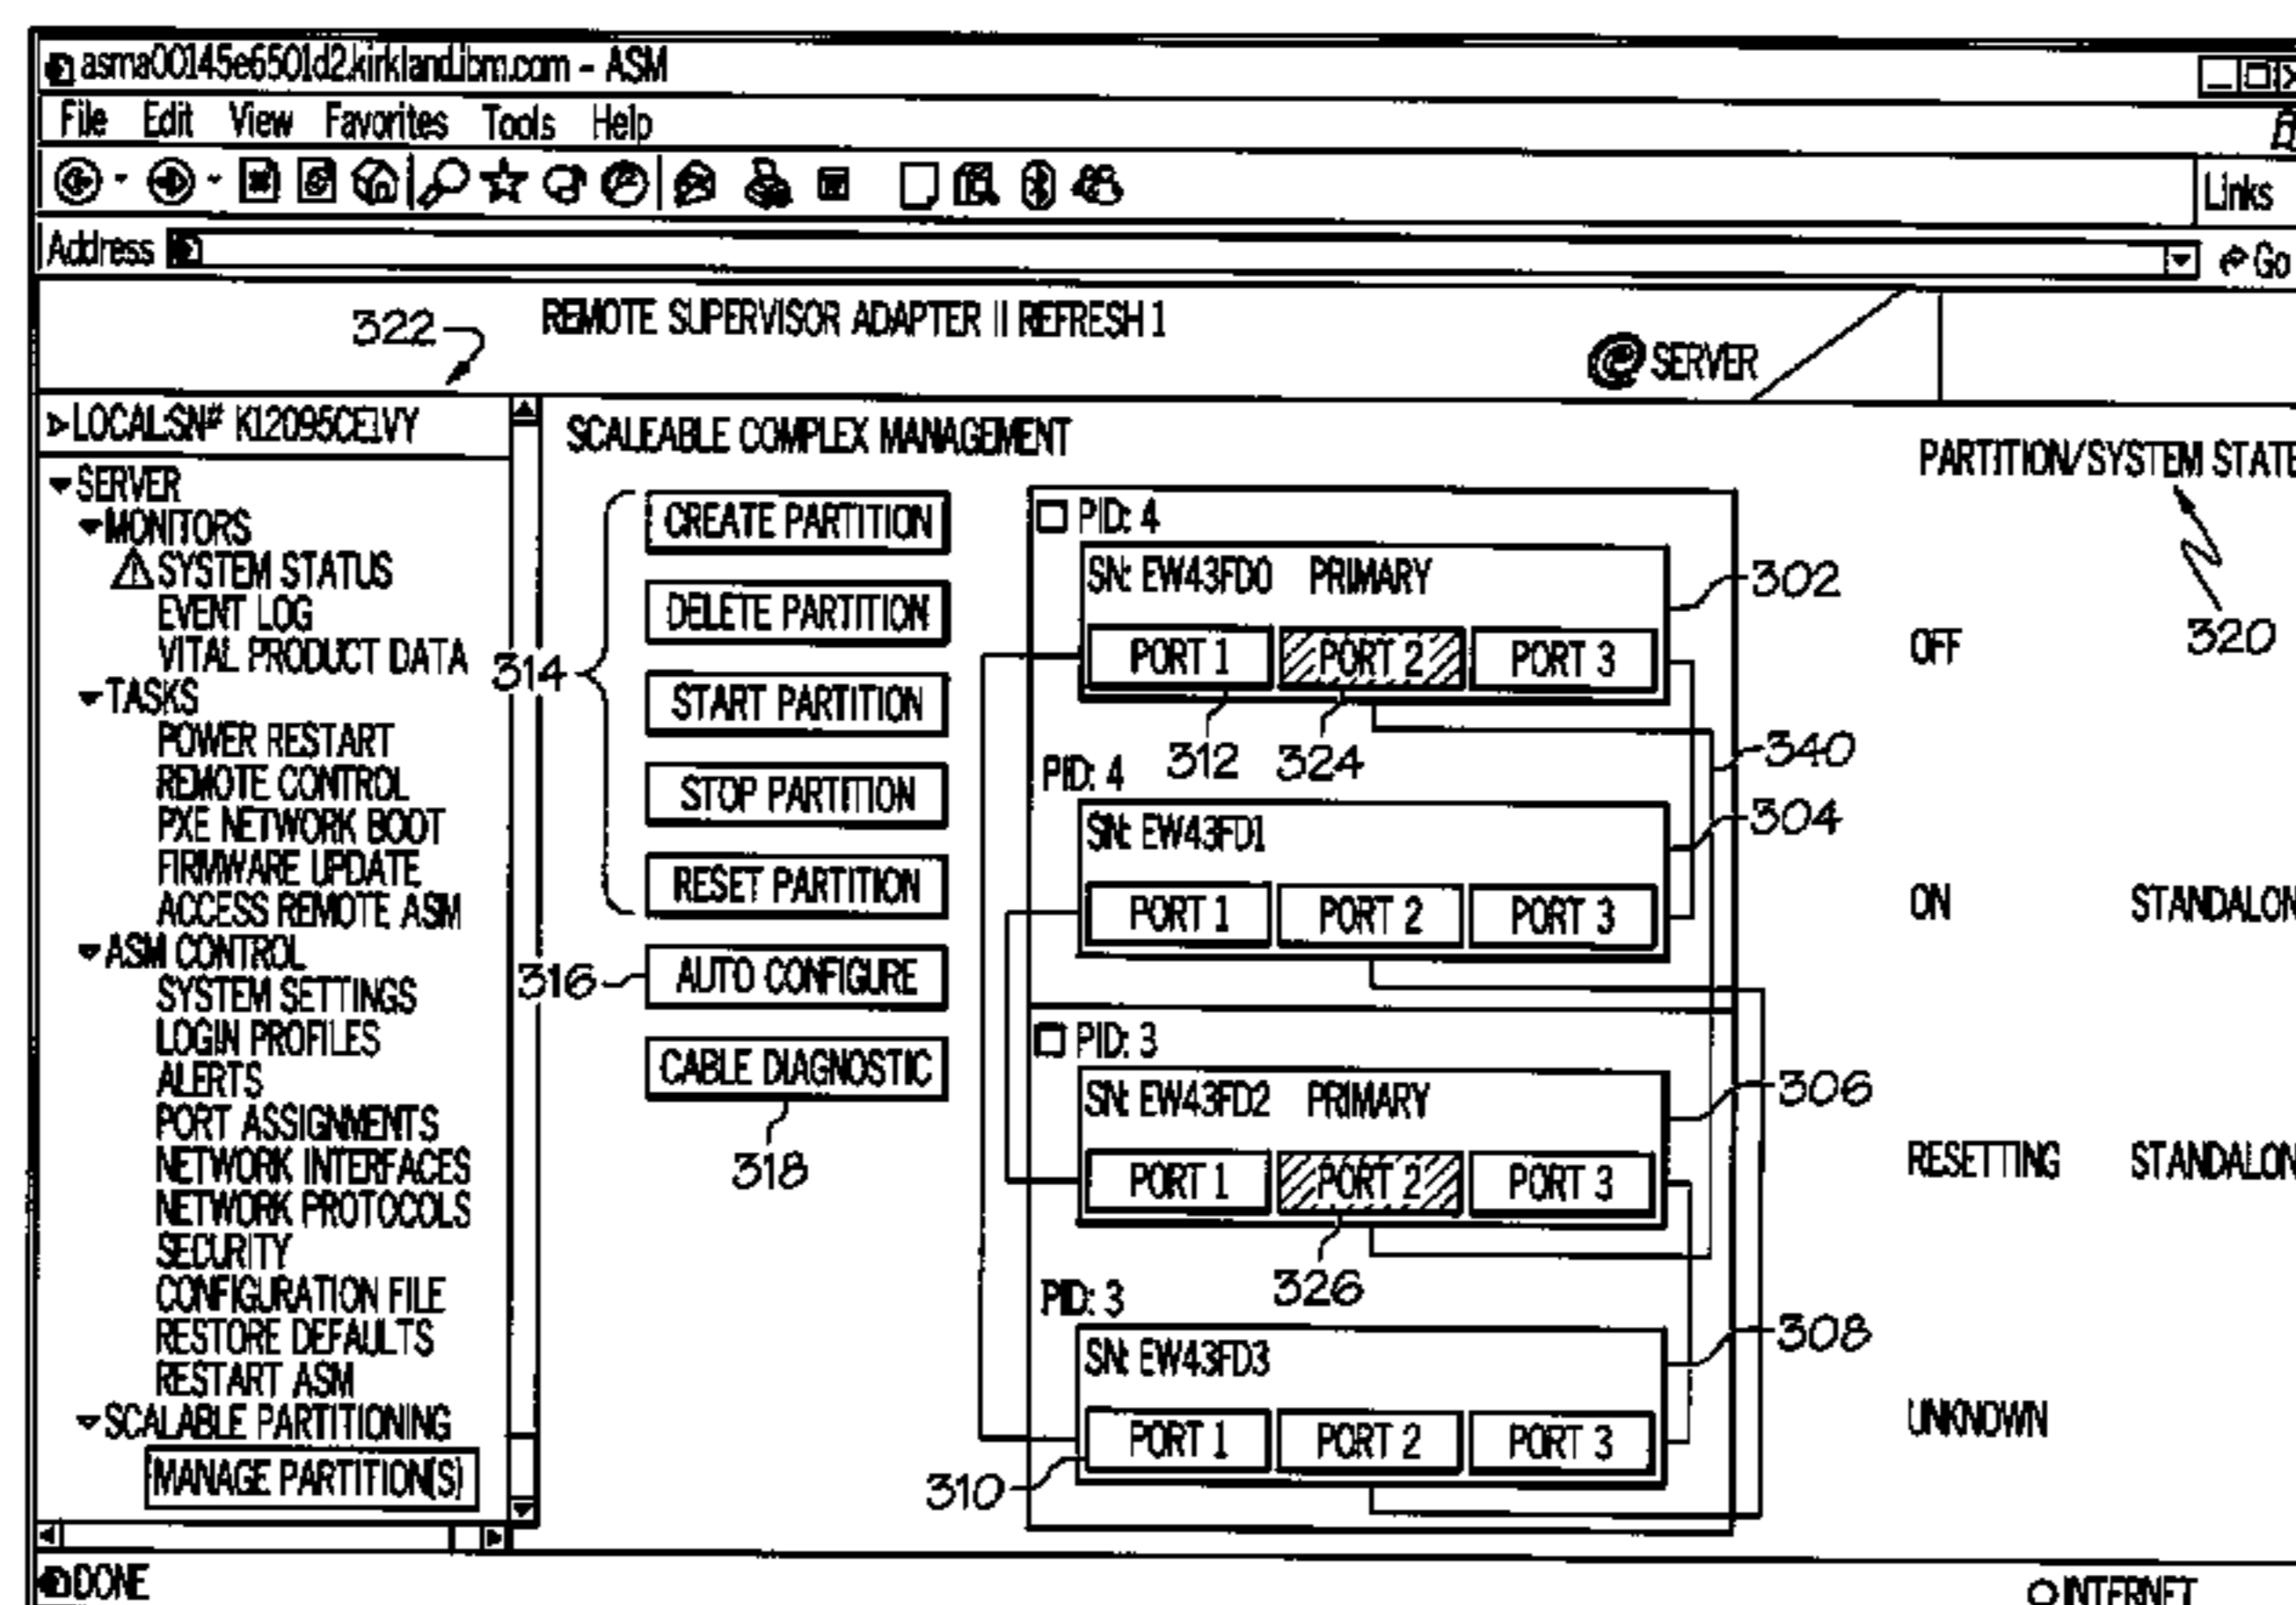 asma00145e6501d2.kirkland.ibm.com - ASM
File Edit View Favorites Tools Help
Links
Address
Go
322
REMOTE SUPERVISOR ADAPTER II REFRESH 1
SERVER
LOCAL:SN# K12095CE1VY
SERVER
MONITORS
SYSTEM STATUS
EVENT LOG
VITAL PRODUCT DATA
TASKS
POWER RESTART
REMOTE CONTROL
PXE NETWORK BOOT
FIRMWARE UPDATE
ACCESS REMOTE ASM
ASM CONTROL
SYSTEM SETTINGS
LOGIN PROFILES
ALERTS
PORT ASSIGNMENTS
NETWORK INTERFACES
NETWORK PROTOCOLS
SECURITY
CONFIGURATION FILE
RESTORE DEFAULTS
RESTART ASM
SCALABLE PARTITIONING
MANAGE PARTITION(S)
SCALEABLE COMPLEX MANAGEMENT
314
CREATE PARTITION
DELETE PARTITION
START PARTITION
STOP PARTITION
RESET PARTITION
316
AUTO CONFIGURE
CABLE DIAGNOSTIC
318
PID: 4
SN: EW43FD0 PRIMARY
302
PORT 1 PORT 2 PORT 3
312 324
340
PID: 4
SN: EW43FD1
304
PORT 1 PORT 2 PORT 3
PID: 3
SN: EW43FD2 PRIMARY
306
PORT 1 PORT 2 PORT 3
326
PID: 3
SN: EW43FD3
308
PORT 1 PORT 2 PORT 3
310
PARTITION/SYSTEM STATE
320
OFF
ON STANDALON
RESETTING STANDALON
UNKNOWN
DONE
INTERNET